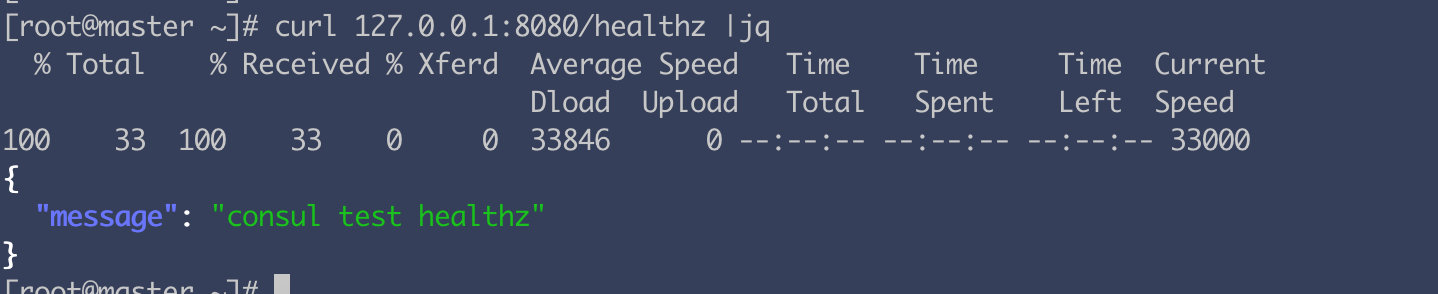 [root@master ~]# curl 127.0.0.1:8080/healthz |jq
  % Total    % Received % Xferd  Average Speed   Time    Time     Time  Current
                                 Dload  Upload   Total   Spent    Left  Speed
100    33  100    33    0     0  33846      0 --:--:-- --:--:-- --:--:-- 33000
{
  "message": "consul test healthz"
}
[root@master ~]#